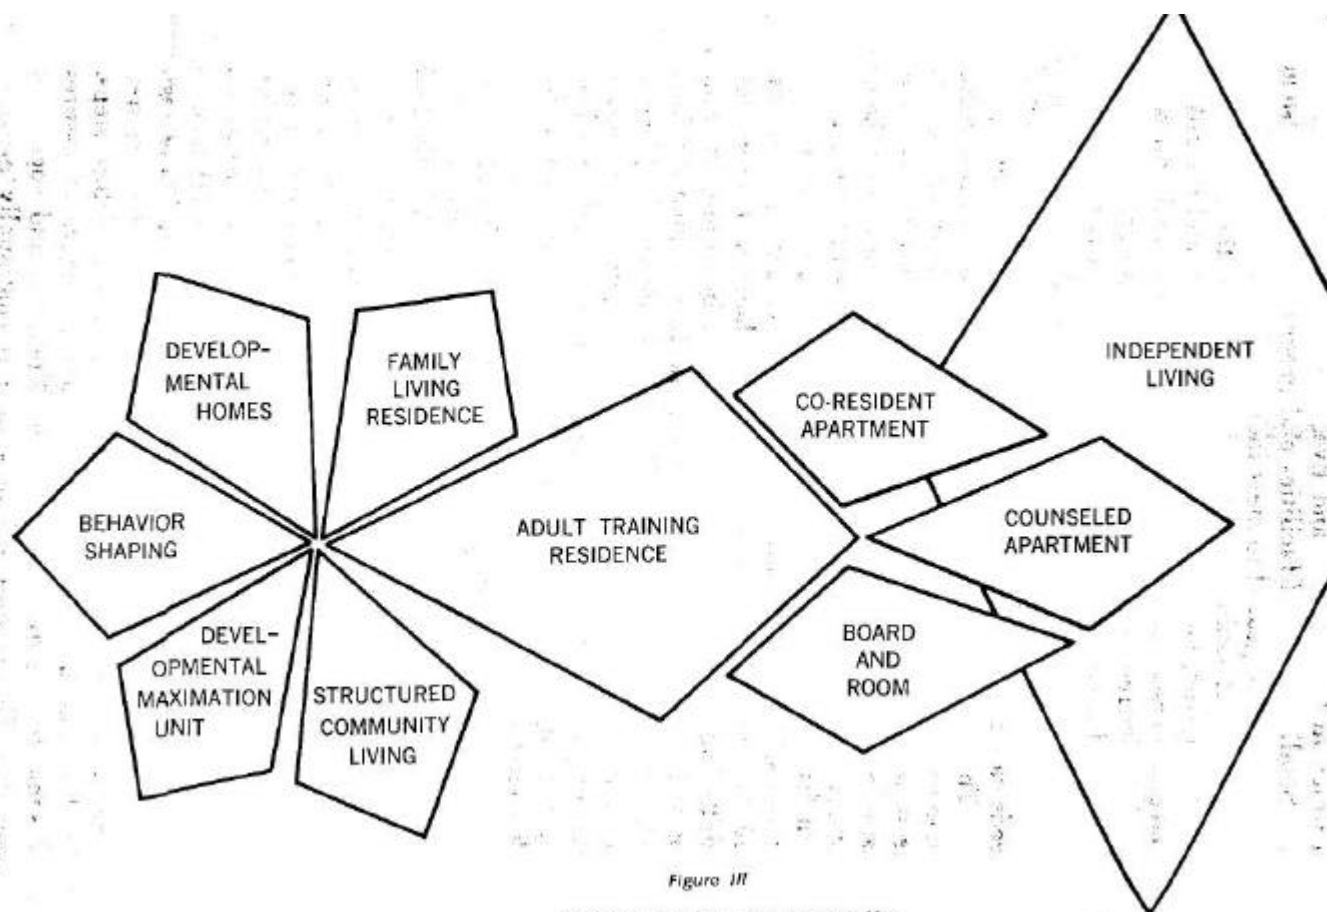 DEVELOP-
MENTAL
HOMES
FAMILY
LIVING
RESIDENCE
BEHAVIOR
SHAPING
DEVEL-
OPMENTAL
MAXIMATION
UNIT
STRUCTURED
COMMUNITY
LIVING
ADULT TRAINING
RESIDENCE
CO-RESIDENT
APARTMENT
COUNSELED
APARTMENT
BOARD
AND
ROOM
INDEPENDENT
LIVING
Figure III